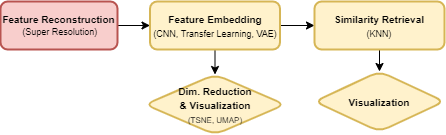 Feature Reconstruction
(Super Resolution)
Feature Embedding
(CNN, Transfer Learning, VAE)
Similarity Retrieval
(KNN)
Dim. Reduction
& Visualization
(TSNE, UMAP)
Visualization